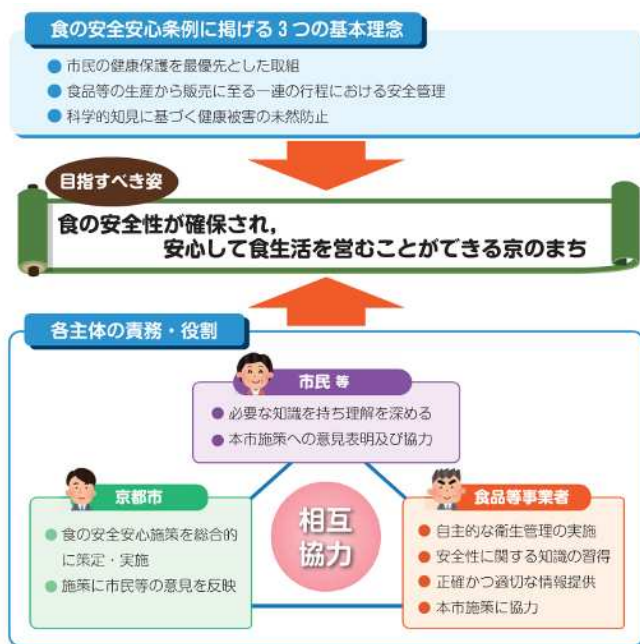 食の安全安心条例に掲げる3つの基本理念
● 市民の健康保護を最優先とした取組
● 食品等の生産から販売に至る一連の行程における安全管理
● 科学的知見に基づく健康被害の未然防止
目指すべき姿
食の安全性が確保され，
安心して食生活を営むことができる京のまち
各主体の責務・役割
市民 等
● 必要な知識を持ち理解を深める
● 本市施策への意見表明及び協力
京都市
● 食の安全安心施策を総合的
に策定・実施
● 施策に市民等の意見を反映
相互
協力
食品等事業者
● 自主的な衛生管理の実施
● 安全性に関する知識の習得
● 正確かつ適切な情報提供
● 本市施策に協力